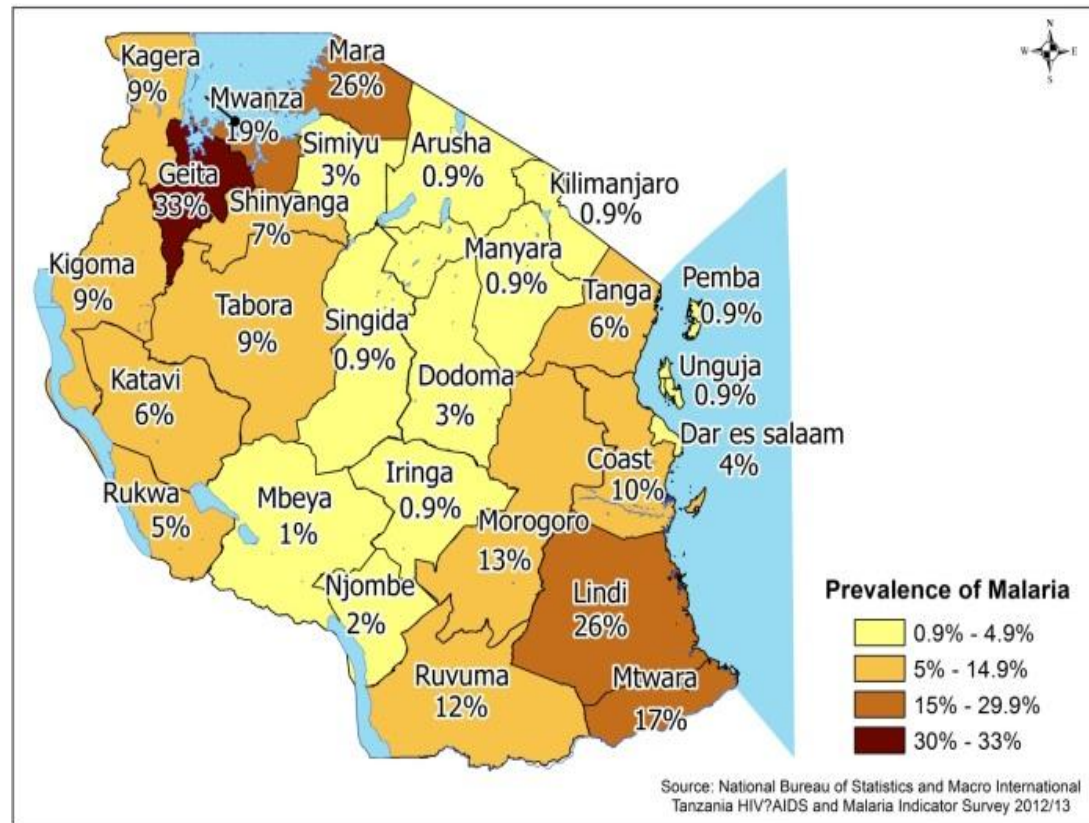 N
W E
S
Kagera
9%
Mara
26%
Mwanza
19%
Simiyu
3%
Arusha
0.9%
Kilimanjaro
0.9%
Geita
33%
Shinyanga
7%
Manyara
0.9%
Kigoma
9%
Tabora
9%
Singida
0.9%
Tanga
6%
Pemba
0.9%
Unguja
0.9%
Katavi
6%
Dodoma
3%
Dar es salaam
4%
Coast
10%
Rukwa
5%
Mbeya
1%
Iringa
0.9%
Morogoro
13%
Njombe
2%
Lindi
26%
Ruvuma
12%
Mtwara
17%
Prevalence of Malaria
0.9% - 4.9%
5% - 14.9%
15% - 29.9%
30% - 33%
Source: National Bureau of Statistics and Macro International
Tanzania HIV?AIDS and Malaria Indicator Survey 2012/13